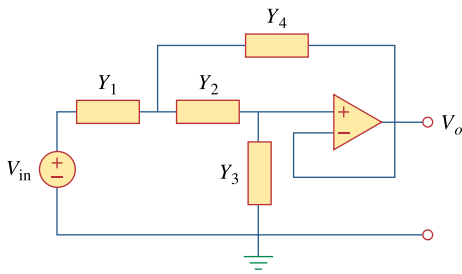 Y₄
Y₁ Y₂
+
− Vₒ
+
− Vin
Y₃